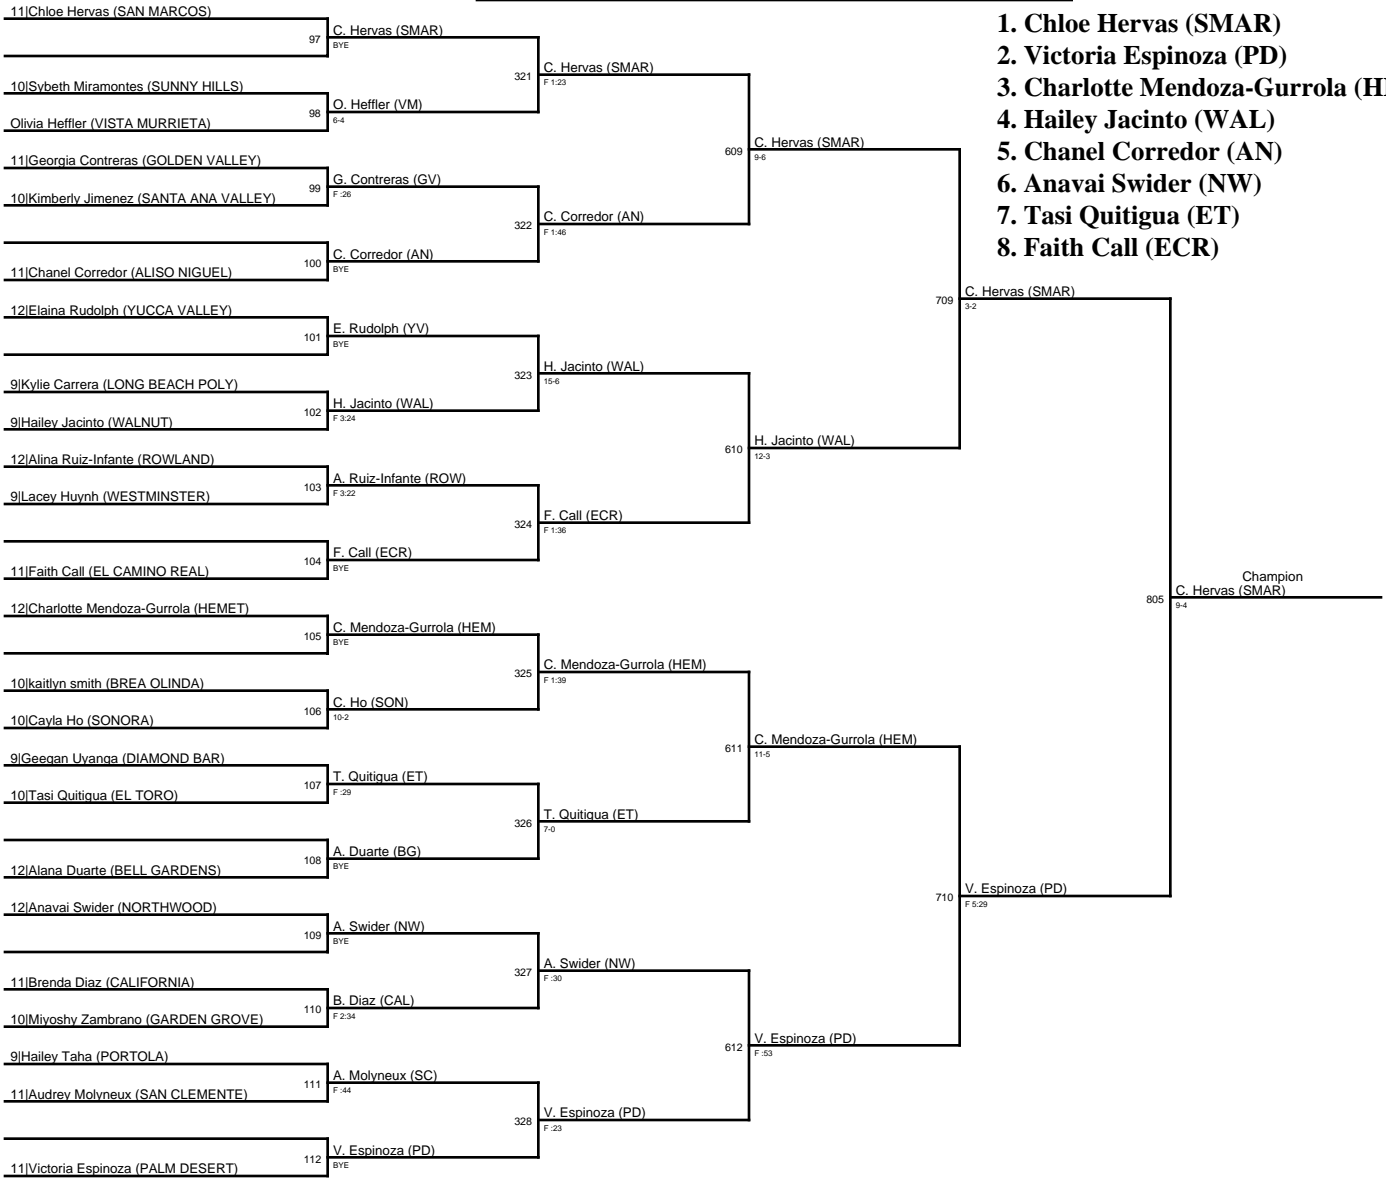 11|Chloe Hervas (SAN MARCOS)
97
C. Hervas (SMAR)
BYE
10|Sybeth Miramontes (SUNNY HILLS)
98
O. Heffler (VM)
6-4
Olivia Heffler (VISTA MURRIETA)
321
C. Hervas (SMAR)
F 1:23
11|Georgia Contreras (GOLDEN VALLEY)
99
G. Contreras (GV)
F :26
10|Kimberly Jimenez (SANTA ANA VALLEY)
322
C. Corredor (AN)
F 1:46
100
C. Corredor (AN)
BYE
11|Chanel Corredor (ALISO NIGUEL)
609
C. Hervas (SMAR)
9-6
12|Elaina Rudolph (YUCCA VALLEY)
101
E. Rudolph (YV)
BYE
323
H. Jacinto (WAL)
15-6
9|Kylie Carrera (LONG BEACH POLY)
102
H. Jacinto (WAL)
F 3:24
9|Hailey Jacinto (WALNUT)
610
H. Jacinto (WAL)
12-3
12|Alina Ruiz-Infante (ROWLAND)
103
A. Ruiz-Infante (ROW)
F 3:22
9|Lacey Huynh (WESTMINSTER)
324
F. Call (ECR)
F 1:36
104
F. Call (ECR)
BYE
11|Faith Call (EL CAMINO REAL)
709
C. Hervas (SMAR)
3-2
12|Charlotte Mendoza-Gurrola (HEMET)
105
C. Mendoza-Gurrola (HEM)
BYE
325
C. Mendoza-Gurrola (HEM)
F 1:39
10|kaitlyn smith (BREA OLINDA)
106
C. Ho (SON)
10-2
10|Cayla Ho (SONORA)
611
C. Mendoza-Gurrola (HEM)
11-5
9|Geegan Uyanga (DIAMOND BAR)
107
T. Quitigua (ET)
F :29
10|Tasi Quitigua (EL TORO)
326
T. Quitigua (ET)
7-0
108
A. Duarte (BG)
BYE
12|Alana Duarte (BELL GARDENS)
710
V. Espinoza (PD)
F 5:29
12|Anavai Swider (NORTHWOOD)
109
A. Swider (NW)
BYE
327
A. Swider (NW)
F :30
11|Brenda Diaz (CALIFORNIA)
110
B. Diaz (CAL)
F 2:34
10|Miyoshy Zambrano (GARDEN GROVE)
612
V. Espinoza (PD)
F :53
9|Hailey Taha (PORTOLA)
111
A. Molyneux (SC)
F :44
11|Audrey Molyneux (SAN CLEMENTE)
328
V. Espinoza (PD)
F :23
112
V. Espinoza (PD)
BYE
11|Victoria Espinoza (PALM DESERT)
805
Champion
C. Hervas (SMAR)
9-4
1. Chloe Hervas (SMAR)
2. Victoria Espinoza (PD)
3. Charlotte Mendoza-Gurrola (H
4. Hailey Jacinto (WAL)
5. Chanel Corredor (AN)
6. Anavai Swider (NW)
7. Tasi Quitigua (ET)
8. Faith Call (ECR)